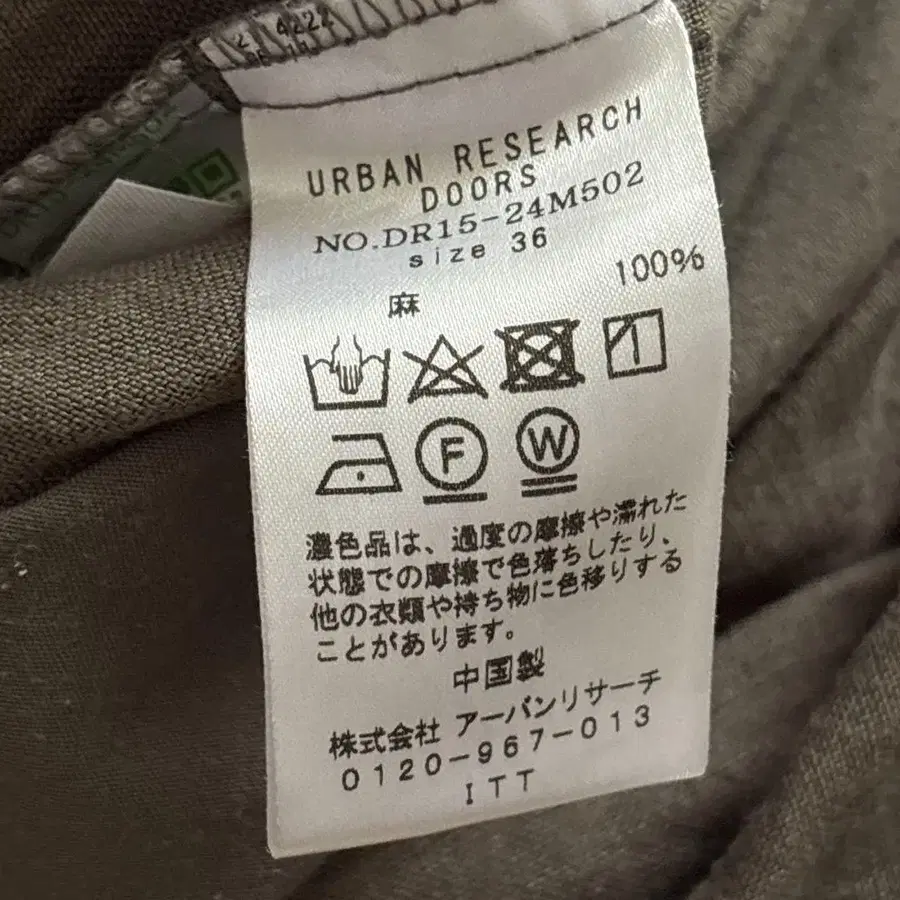 URBAN RESEARCH
DOORS
NO.DR15-24M502
size 36
麻 100%
F W
濃色品は、過度の摩擦や濡れた
状態での摩擦で色落ちしたり、
他の衣類や持ち物に色移りする
ことがあります。
中国製
株式会社 アーバンリサーチ
0120-967-013
ITT